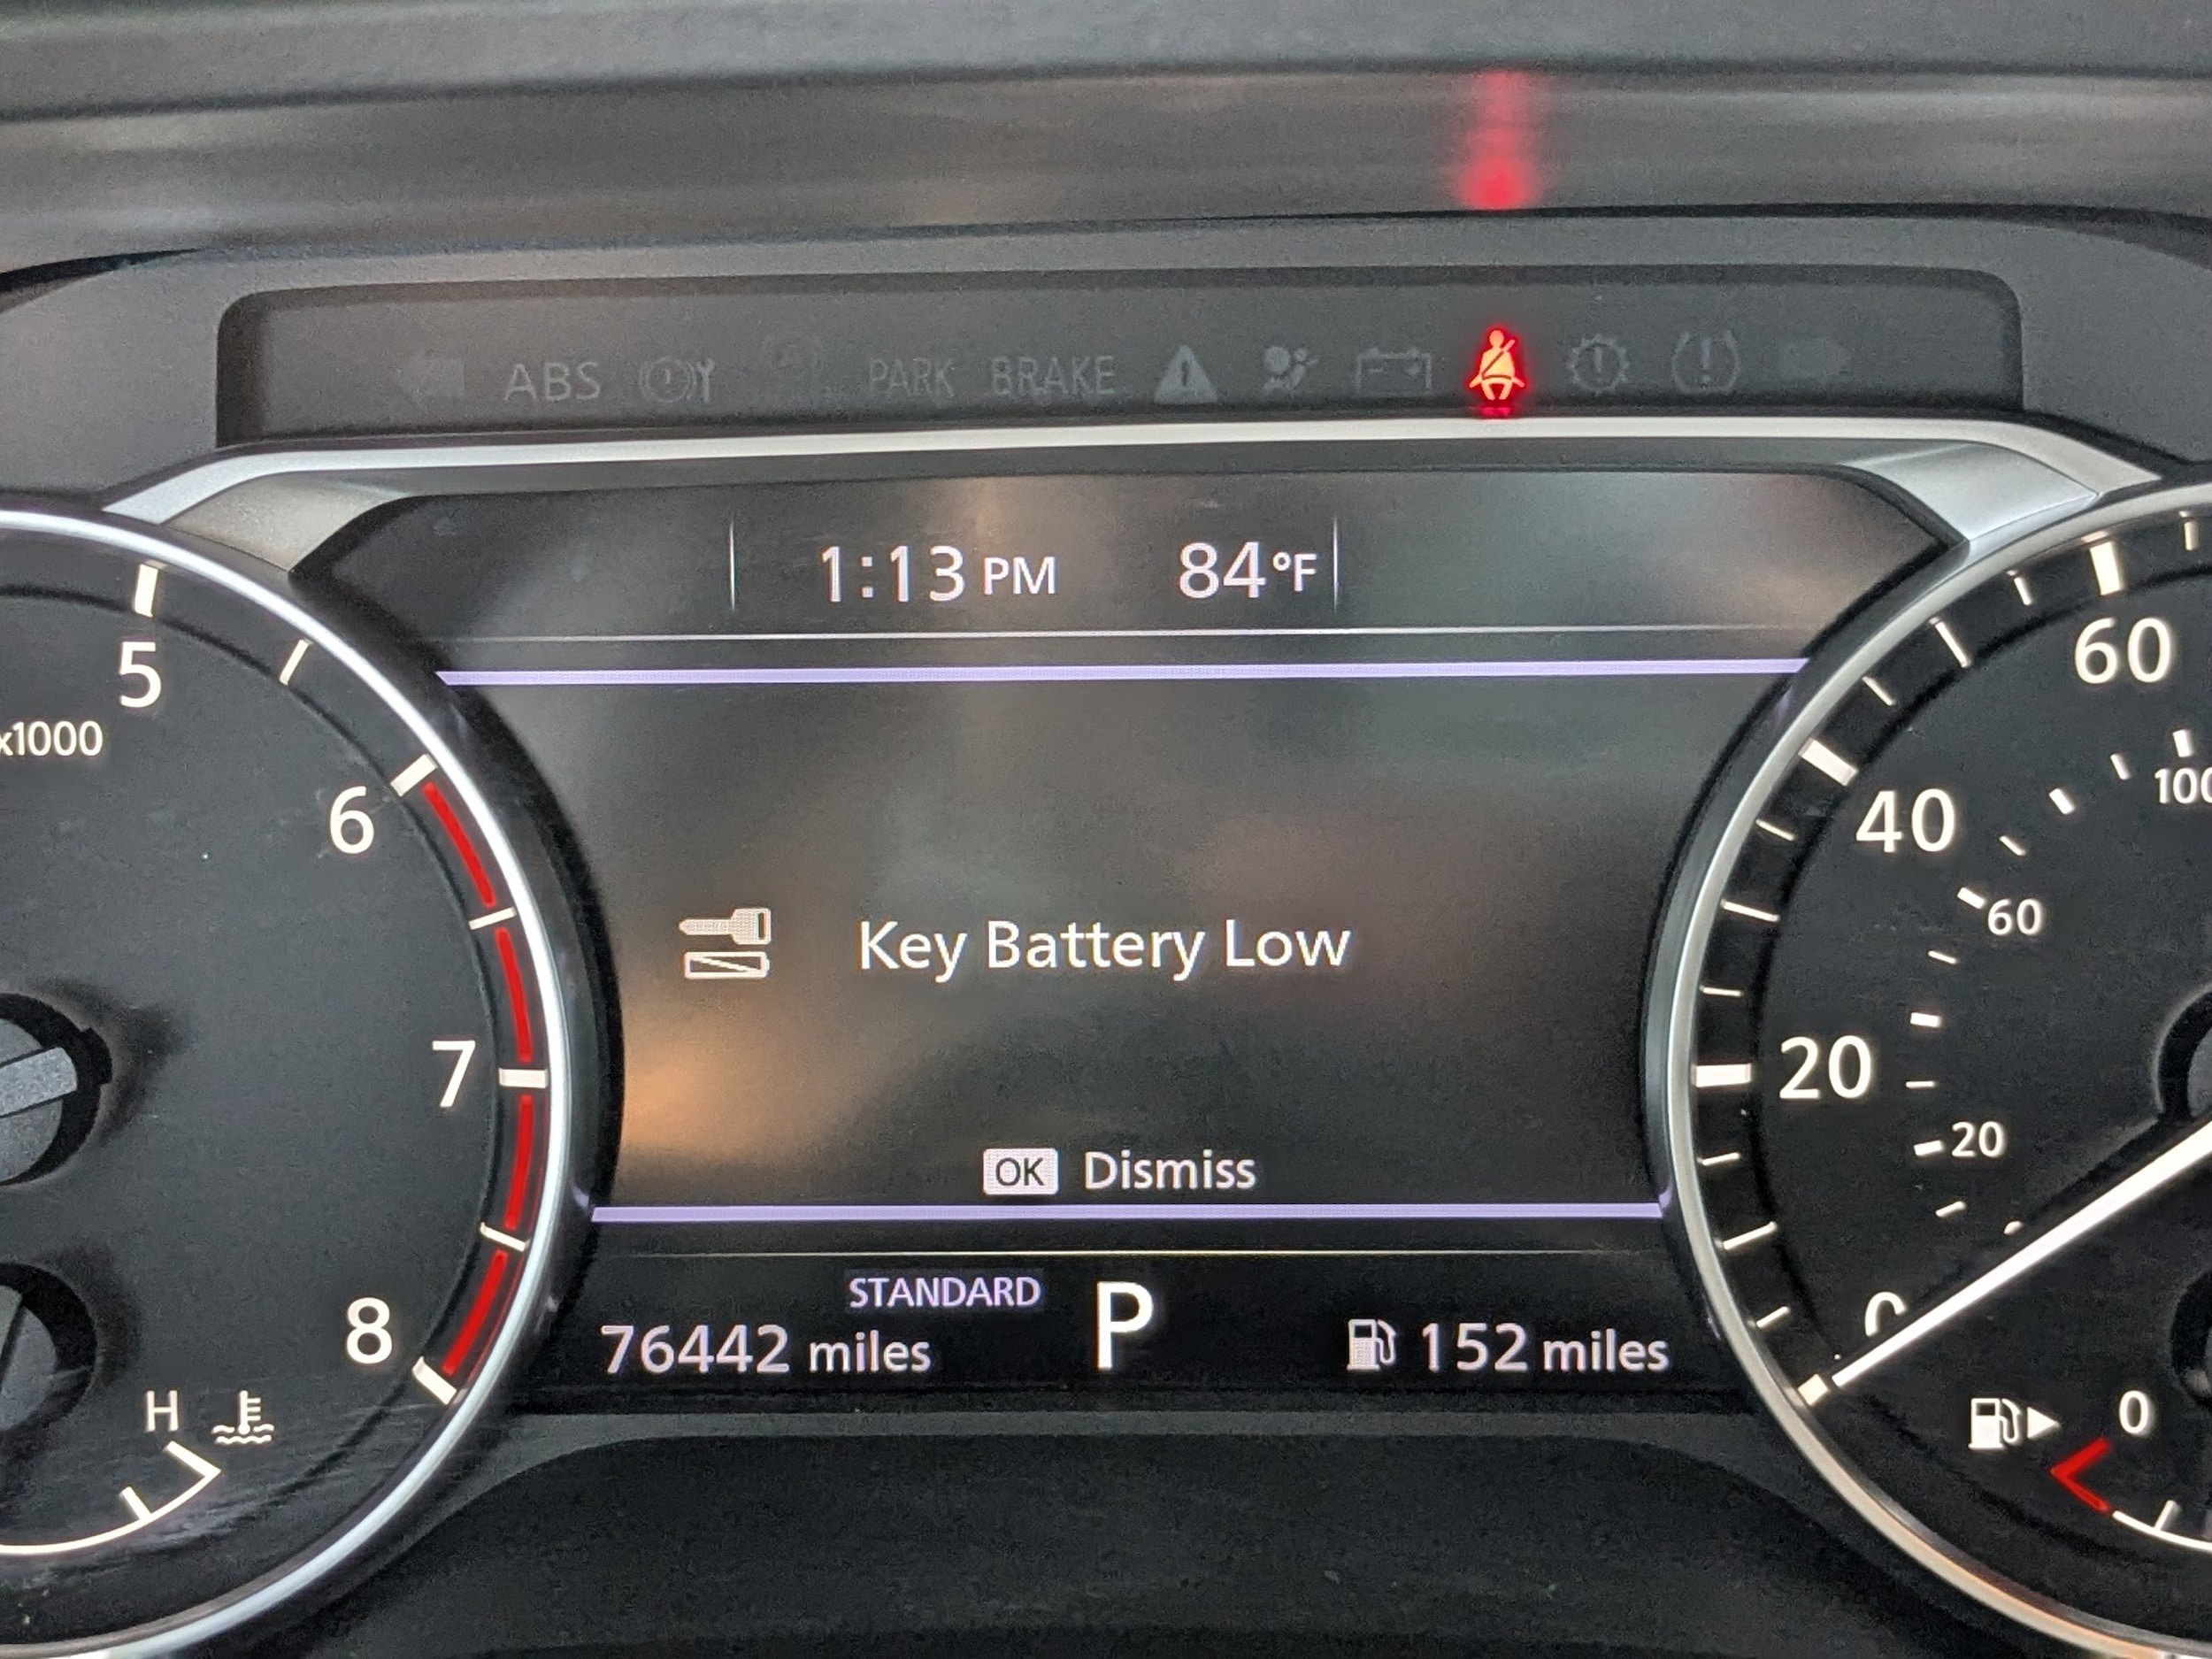 ABS PARK BRAKE
1:13 PM 84°F
5
x1000
6
7
8
H
60
100
40
60
20
20
0
0
Key Battery Low
OK Dismiss
STANDARD
76442 miles P 152 miles